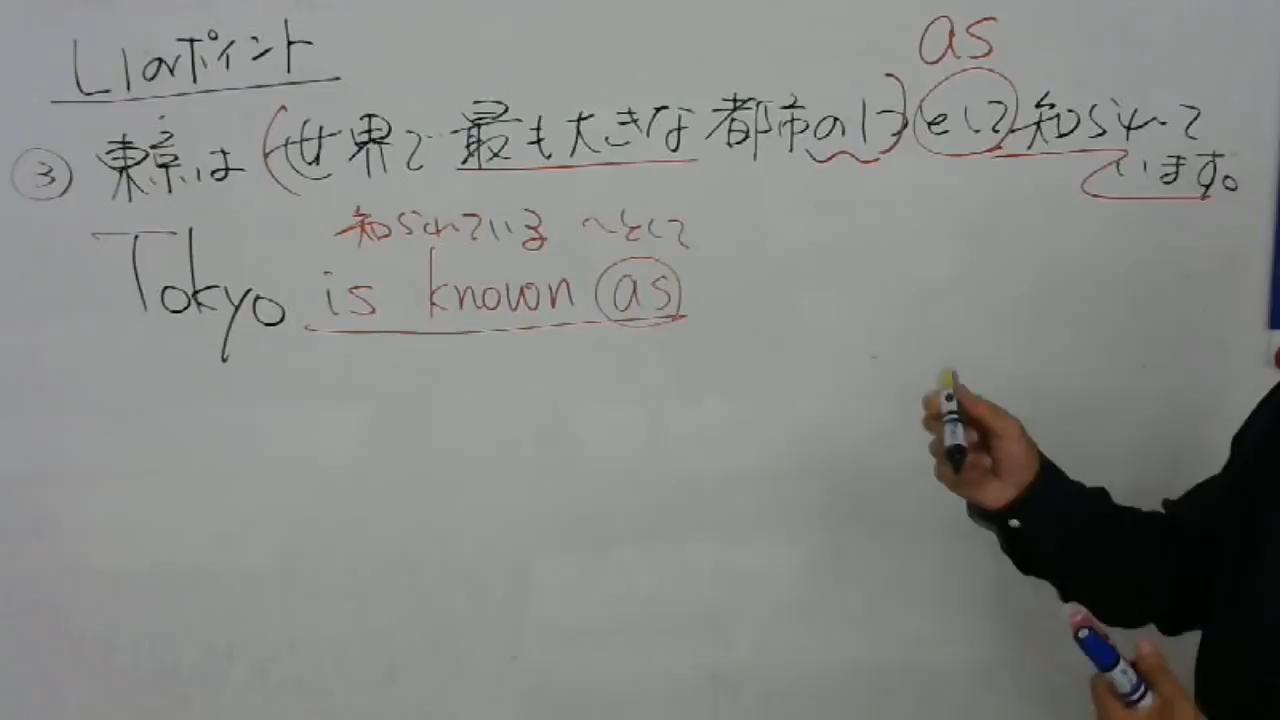 L1のポイント
as
③ 東京は(世界で最も大きな都市の1つ)として知られて
います。
知られている ~として
Tokyo is known as